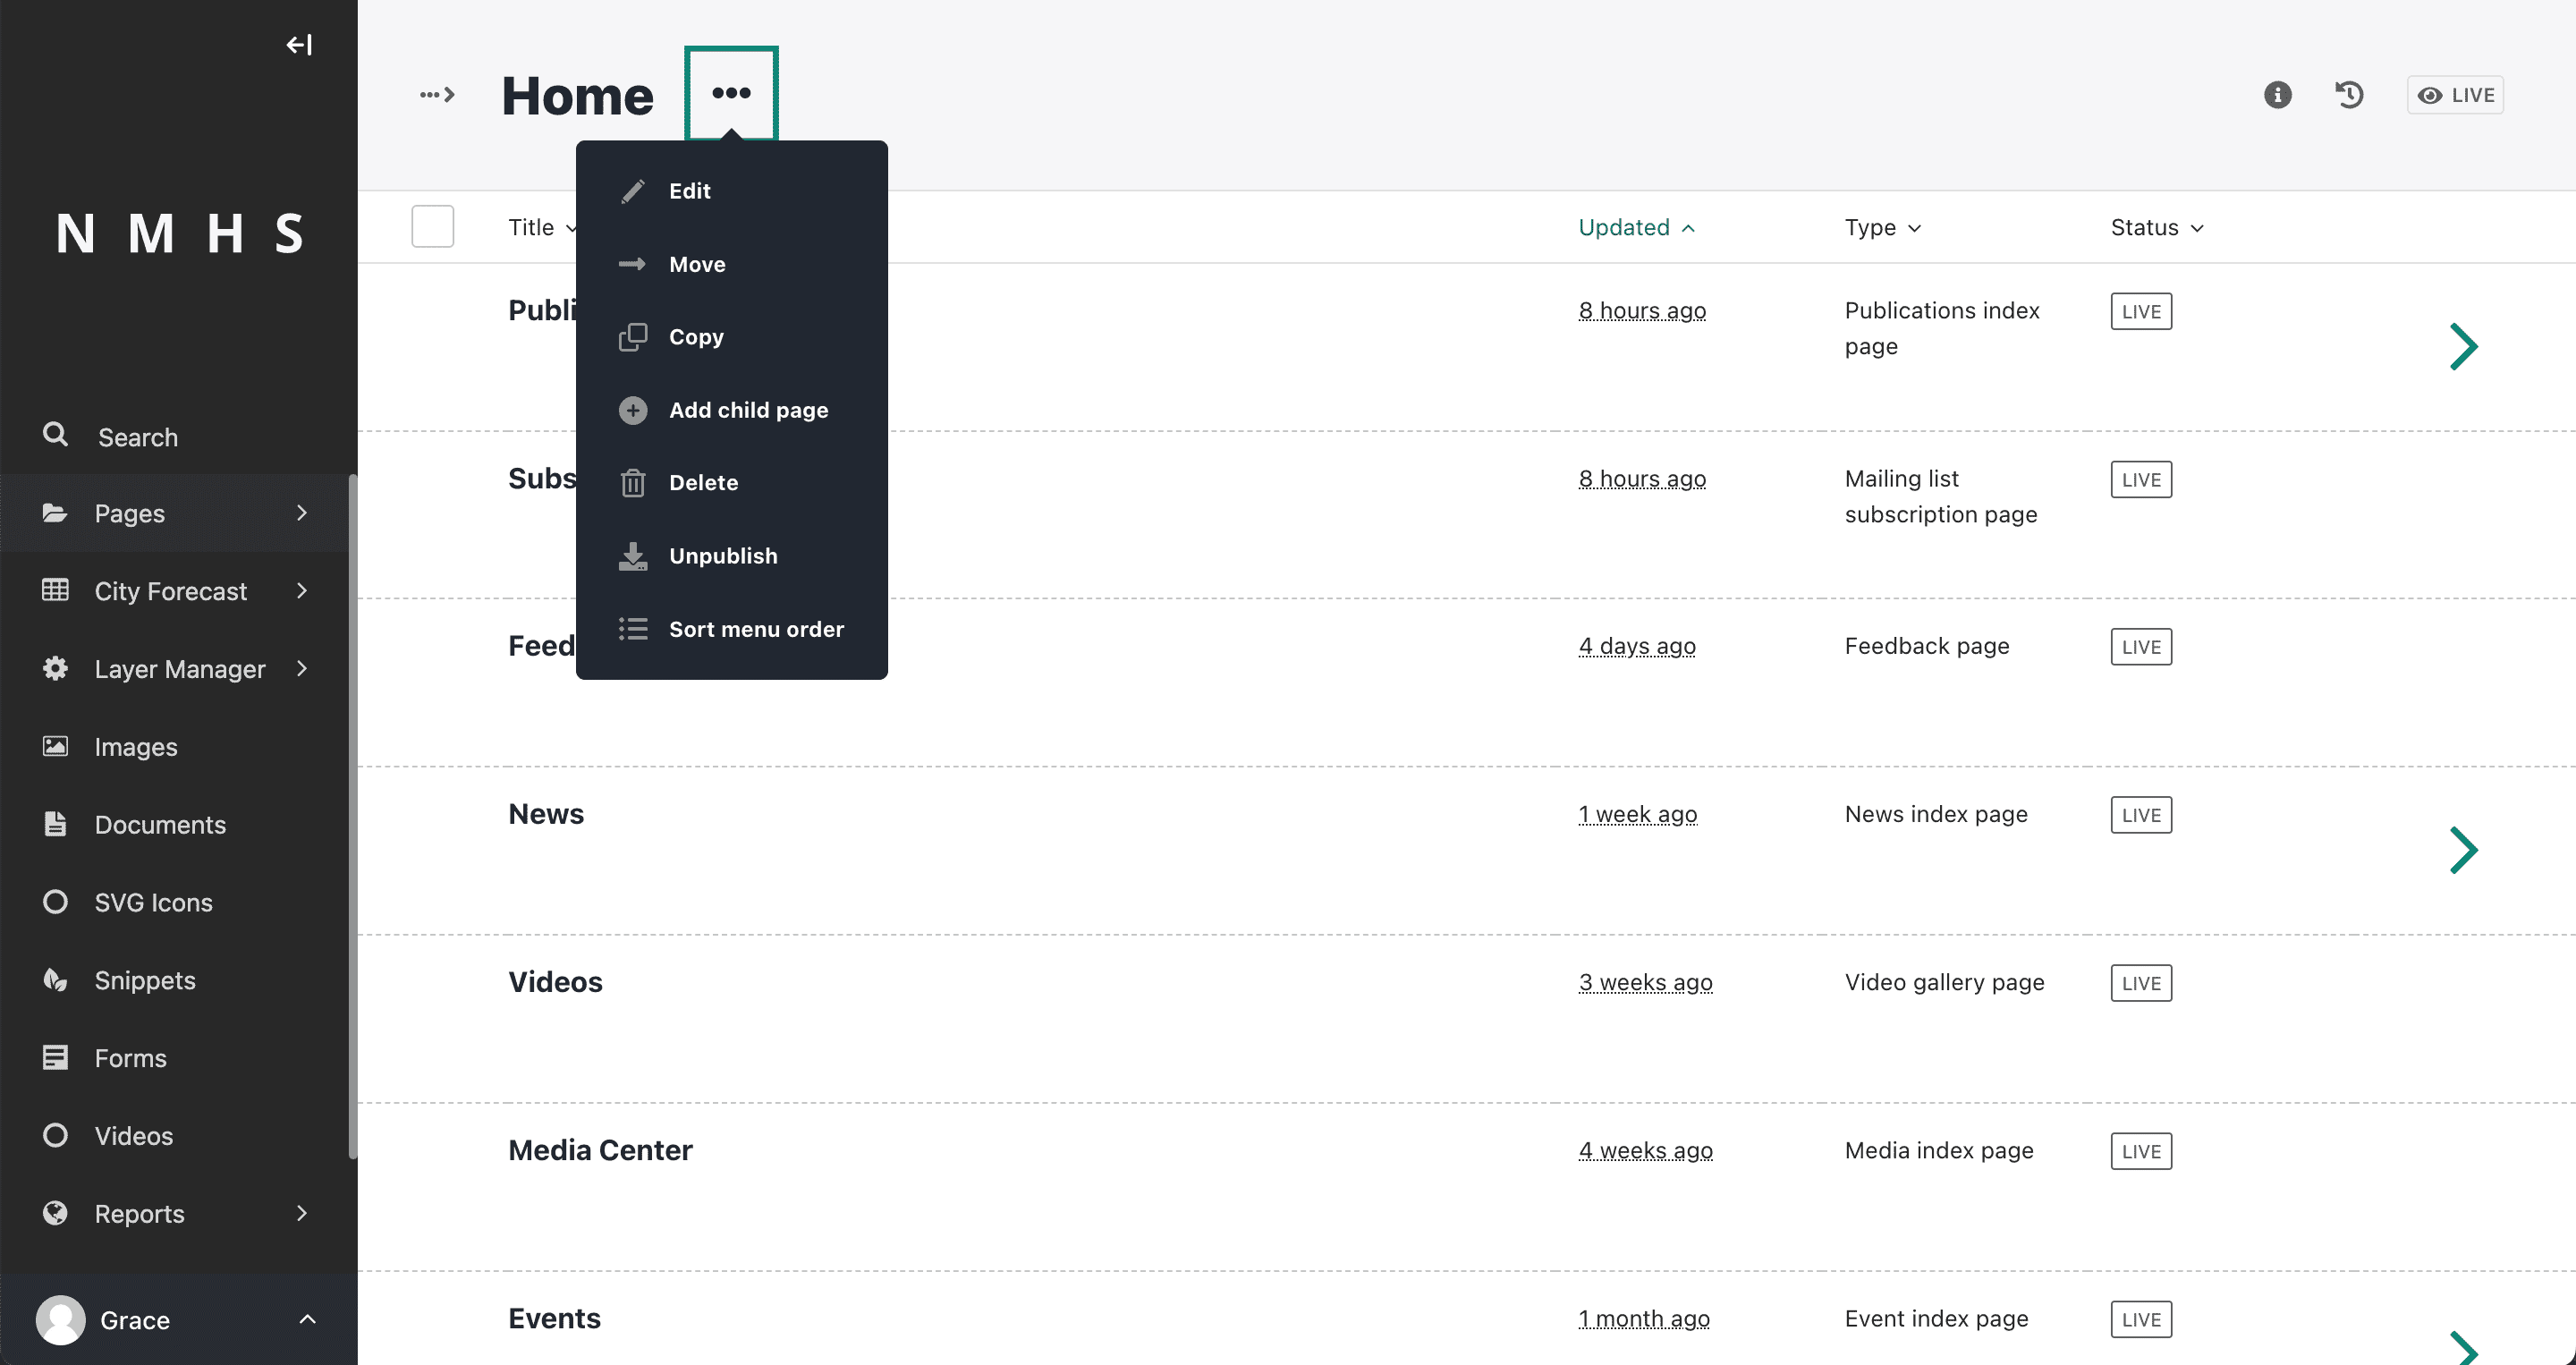 Home
LIVE
Edit
Move
Copy
Add child page
Delete
Unpublish
Sort menu order
N M H S
Search
Pages
City Forecast
Layer Manager
Images
Documents
SVG Icons
Snippets
Forms
Videos
Reports
Grace
Title Updated Type Status
Publi 8 hours ago Publications index LIVE
page
Subs 8 hours ago Mailing list LIVE
subscription page
Feed 4 days ago Feedback page LIVE
News 1 week ago News index page LIVE
Videos 3 weeks ago Video gallery page LIVE
Media Center 4 weeks ago Media index page LIVE
Events 1 month ago Event index page LIVE